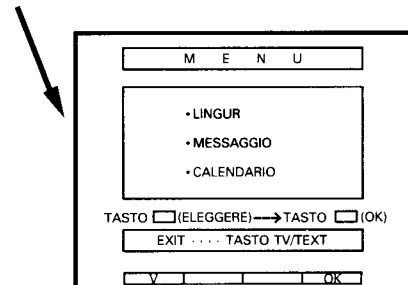 M E N U
• LINGUR
• MESSAGGIO
• CALENDARIO
TASTO (ELEGGERE) ---→ TASTO (OK)
EXIT ···· TASTO TV/TEXT
V OK